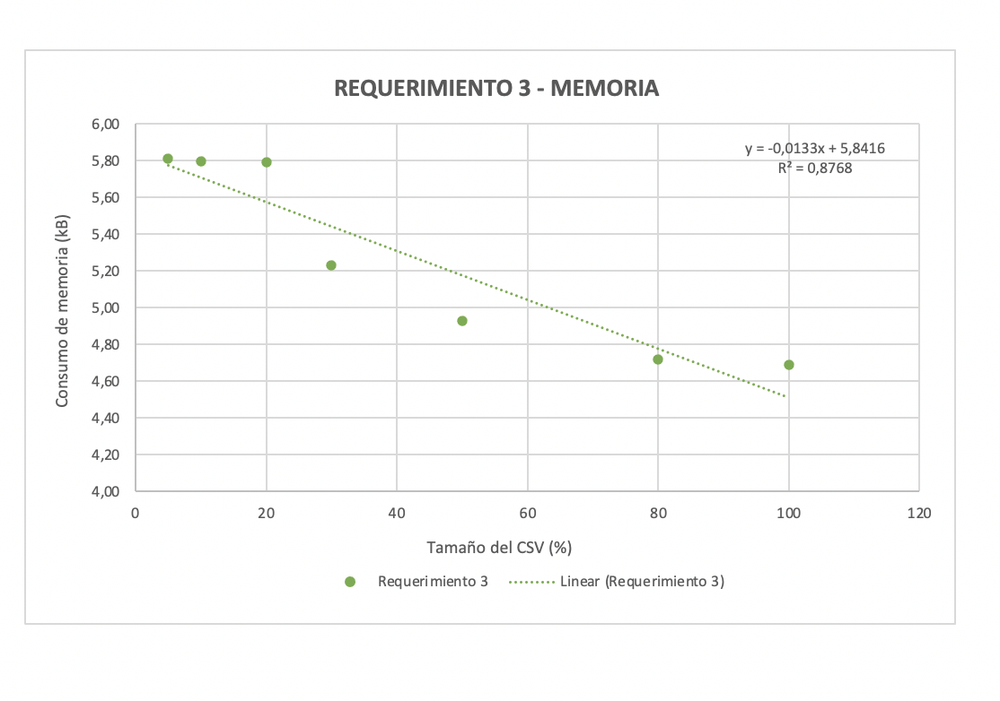 REQUERIMIENTO 3 - MEMORIA
6,00
5,80
5,60
5,40
5,20
5,00
4,80
4,60
4,40
4,20
4,00
Consumo de memoria (kB)
y = -0,0133x + 5,8416
R² = 0,8768
0 20 40 60 80 100 120
Tamaño del CSV (%)
Requerimiento 3 Linear (Requerimiento 3)